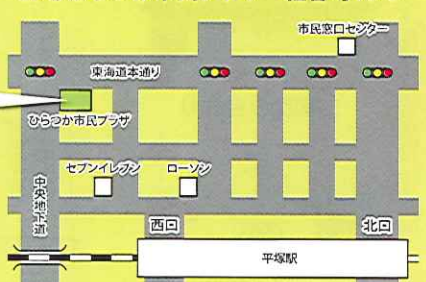 市民窓口センター
東海道本通り
ひらつか市民プラザ
セブンイレブン
ローソン
中央地下道
西口
北口
平塚駅